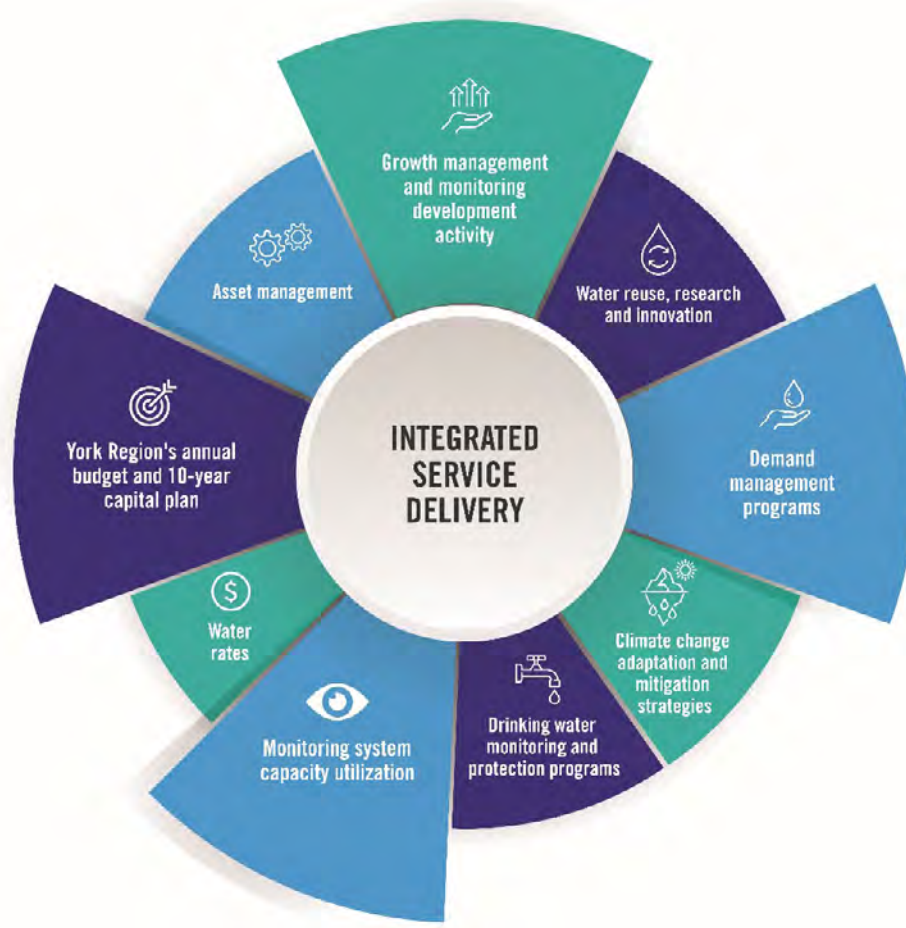 Growth management
and monitoring
development
activity
Water reuse, research
and innovation
Demand
management
programs
Climate change
adaptation and
mitigation
strategies
Drinking water
monitoring and
protection programs
Monitoring system
capacity utilization
$
Water
rates
York Region's annual
budget and 10-year
capital plan
Asset management
INTEGRATED
SERVICE
DELIVERY